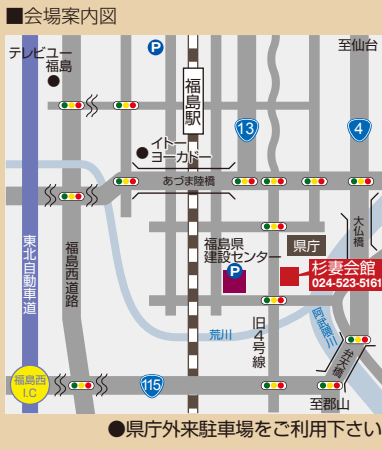 ■会場案内図
テレビユー
福島
P
至仙台
福島駅
13
4
イトー
ヨーカドー
あづま陸橋
大仏橋
東北自動車道
福島西道路
福島県
建設センター
P
県庁
杉妻会館
024-523-5161
荒川
旧4号線
阿武隈川
弁天橋
福島西
I.C
115
至郡山
●県庁外来駐車場をご利用下さい